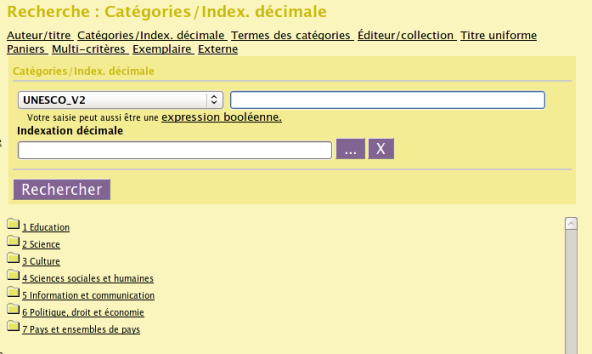 Recherche : Catégories/Index. décimale
Auteur/titre Catégories/Index. décimale Termes des catégories Éditeur/collection Titre uniforme
Paniers Multi-critères Exemplaire Externe
Catégories/Index. décimale
UNESCO_V2
Votre saisie peut aussi être une expression booléenne.
Indexation décimale
... X
Rechercher
1 Education
2 Science
3 Culture
4 Sciences sociales et humaines
5 Information et communication
6 Politique, droit et économie
7 Pays et ensembles de pays